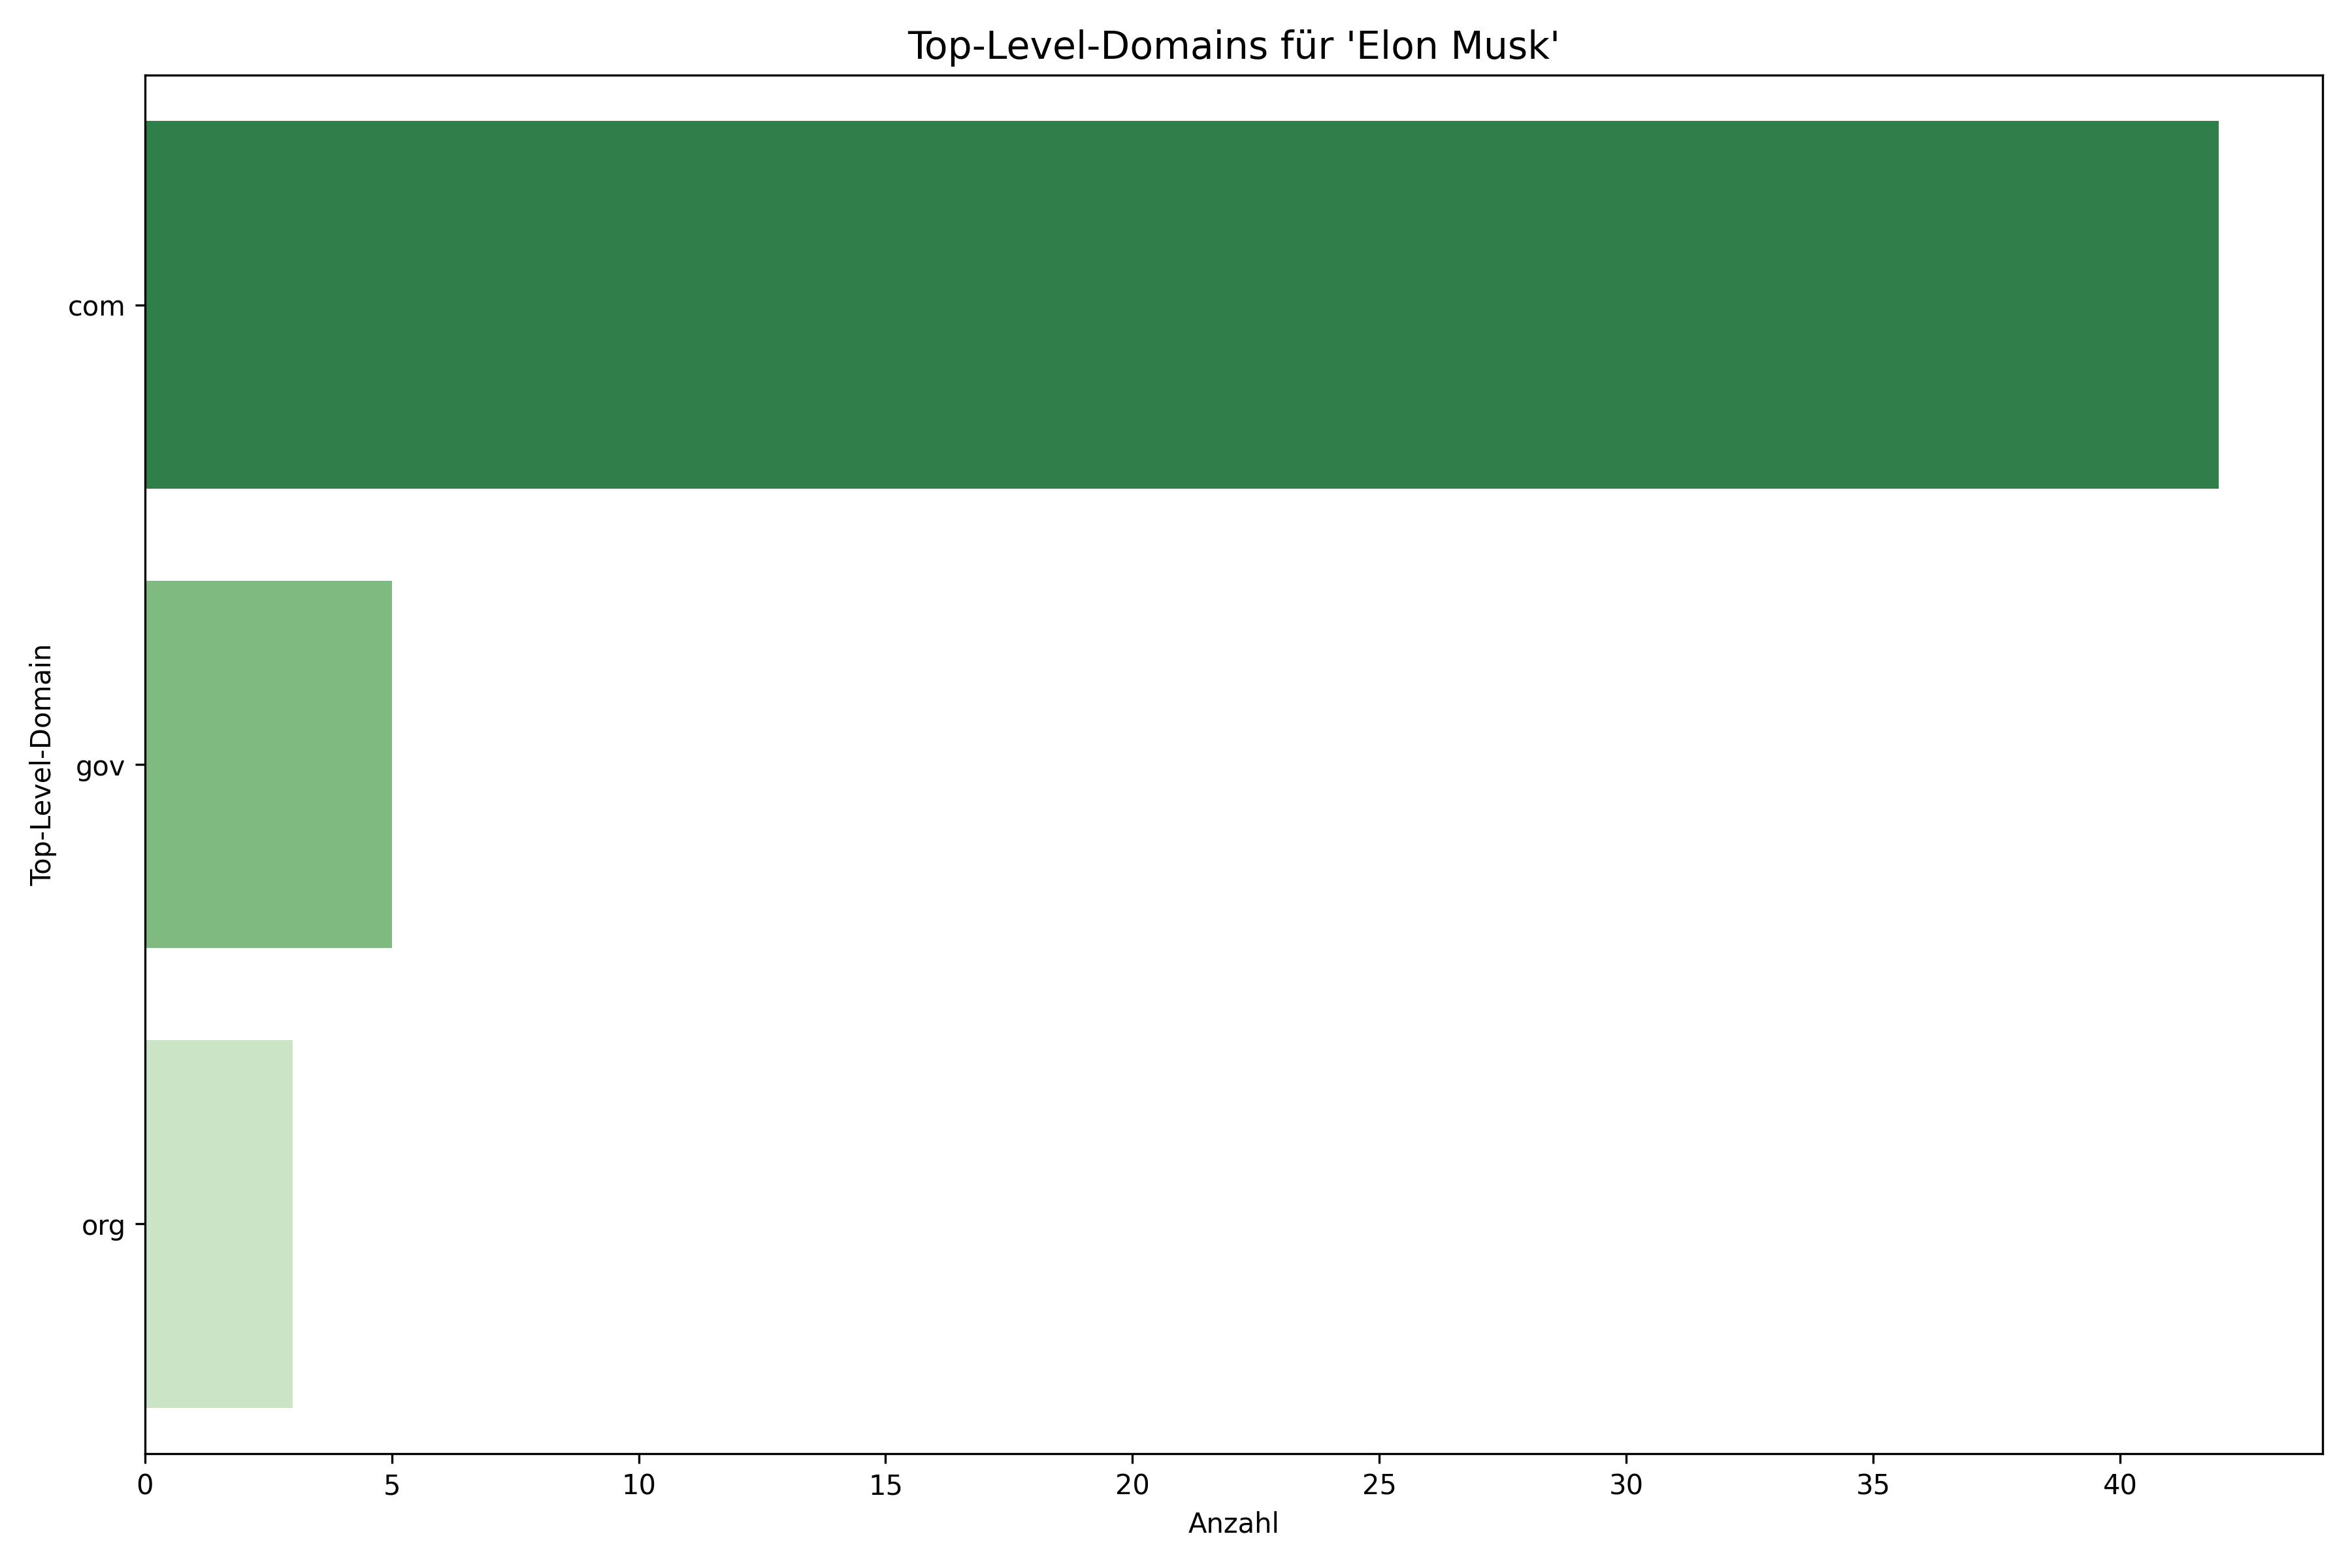 Top-Level-Domains für 'Elon Musk'
com
gov
org
Top-Level-Domain
0 5 10 15 20 25 30 35 40
Anzahl